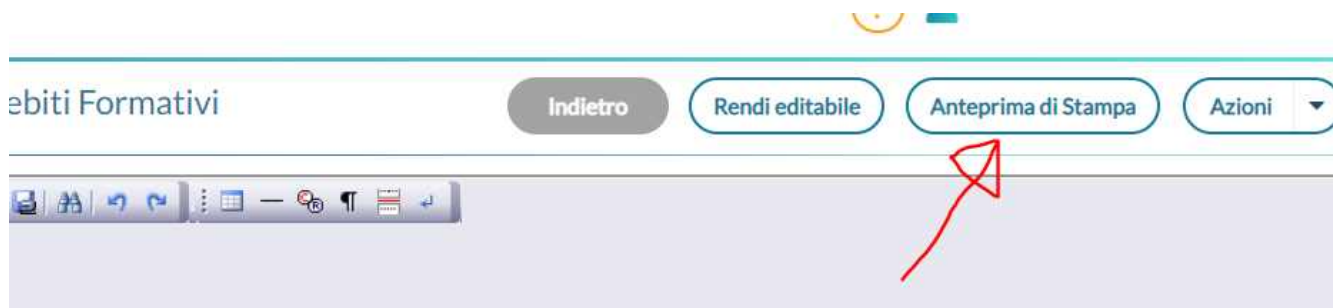 ebiti Formativi
Indietro
Rendi editabile
Anteprima di Stampa
Azioni